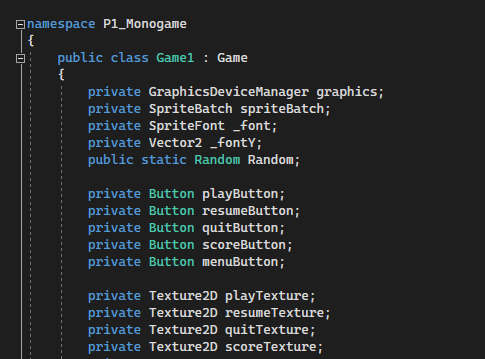 namespace P1_Monogame
{
public class Game1 : Game
{
private GraphicsDeviceManager graphics;
private SpriteBatch spriteBatch;
private SpriteFont _font;
private Vector2 _fontY;
public static Random Random;
private Button playButton;
private Button resumeButton;
private Button quitButton;
private Button scoreButton;
private Button menuButton;
private Texture2D playTexture;
private Texture2D resumeTexture;
private Texture2D quitTexture;
private Texture2D scoreTexture;